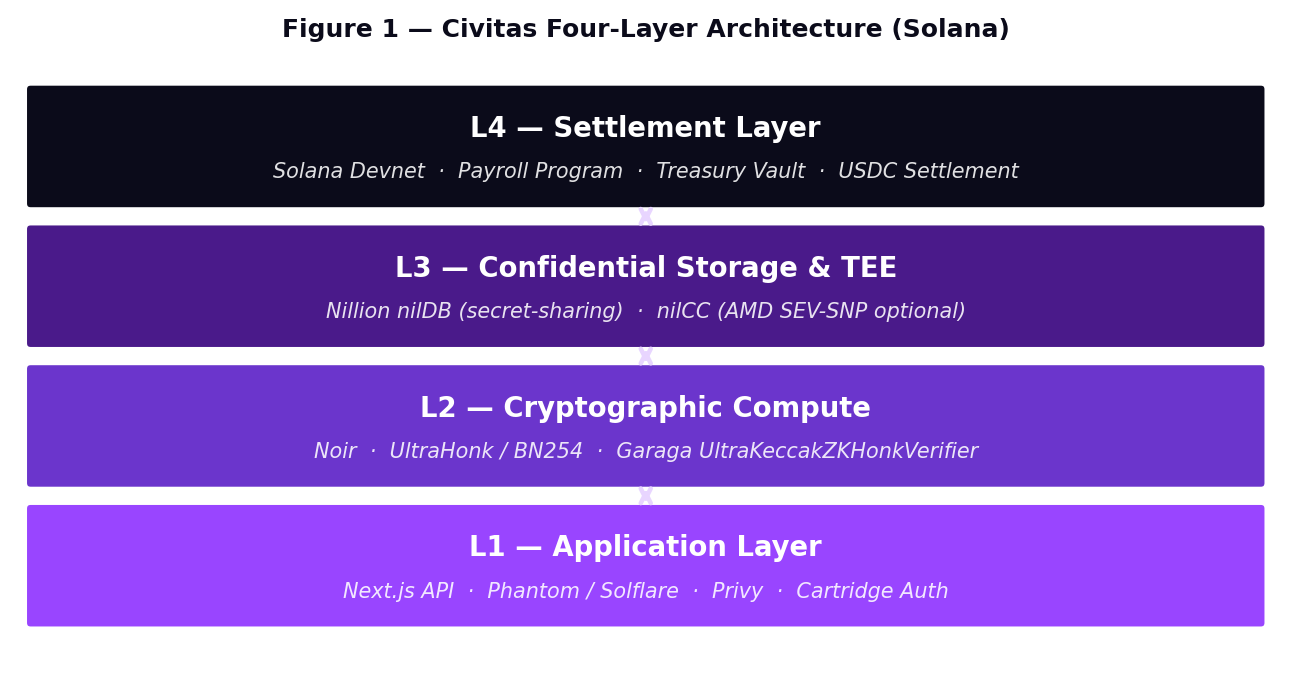 Figure 1 — Civitas Four-Layer Architecture (Solana)
L4 — Settlement Layer
Solana Devnet · Payroll Program · Treasury Vault · USDC Settlement
L3 — Confidential Storage & TEE
Nillion nilDB (secret-sharing) · nilCC (AMD SEV-SNP optional)
L2 — Cryptographic Compute
Noir · UltraHonk / BN254 · Garaga UltraKeccakZKHonkVerifier
L1 — Application Layer
Next.js API · Phantom / Solflare · Privy · Cartridge Auth